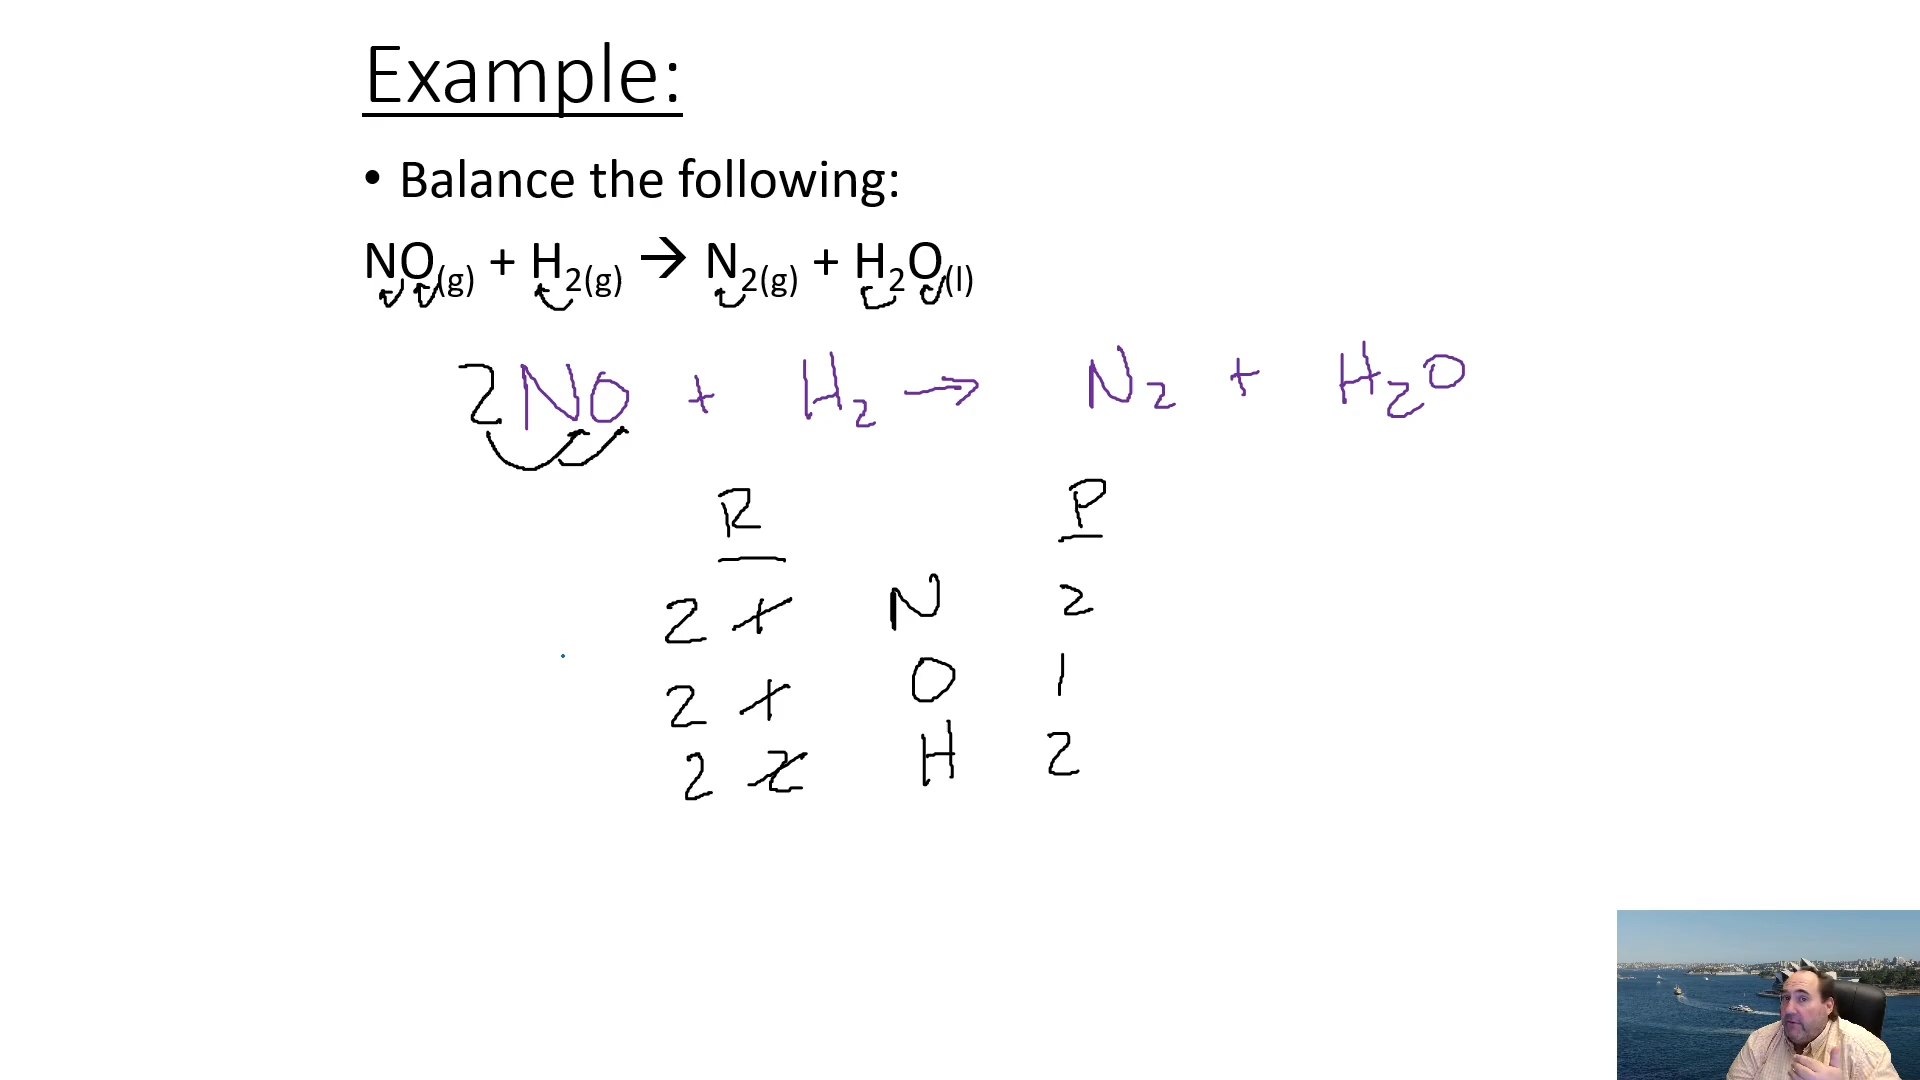 Example:
• Balance the following:
NO(g) + H2(g) → N2(g) + H2O(l)
2NO + H2 → N2 + H2O
R P
2 1 N 2
2 1 O 1
2 2 H 2